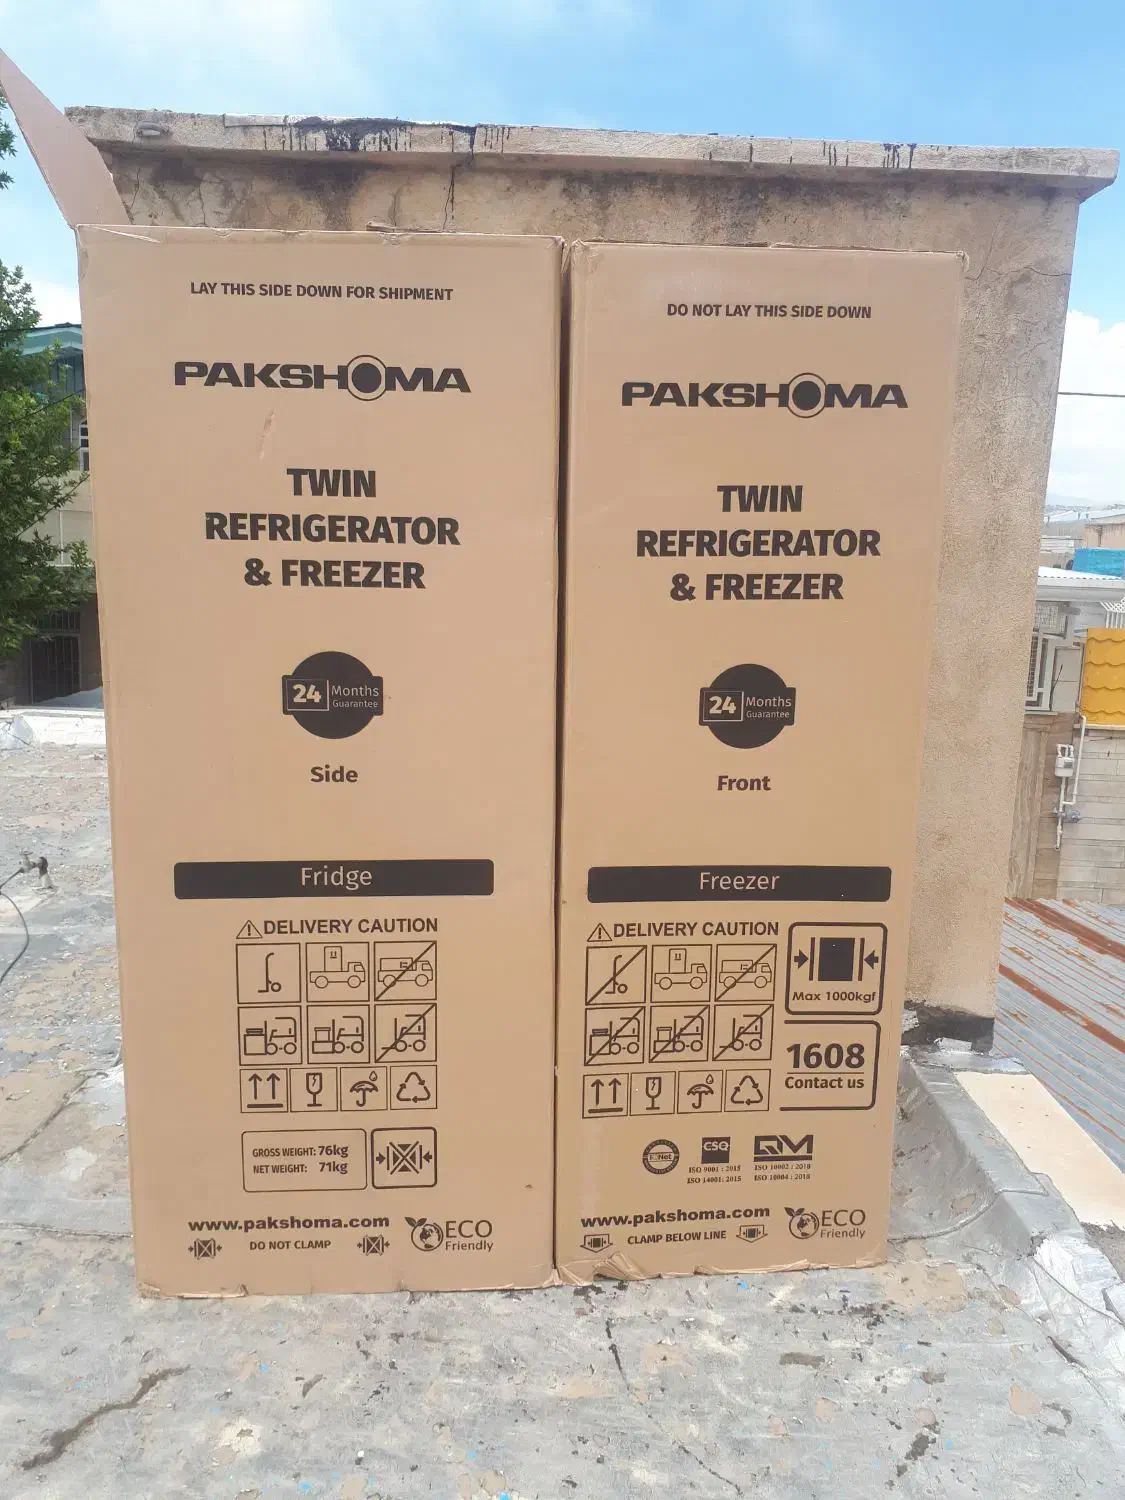 LAY THIS SIDE DOWN FOR SHIPMENT
PAKSHOMA
TWIN
REFRIGERATOR
& FREEZER
24 Months
Guarantee
Side
Fridge
DELIVERY CAUTION
GROSS WEIGHT: 76kg
NET WEIGHT: 71kg
www.pakshoma.com
DO NOT CLAMP
ECO
Friendly
DO NOT LAY THIS SIDE DOWN
PAKSHOMA
TWIN
REFRIGERATOR
& FREEZER
24 Months
Guarantee
Front
Freezer
DELIVERY CAUTION
Max 1000kgf
1608
Contact us
IQNet
CSQ
ISO 9001 : 2015
ISO 14001: 2015
QM
ISO 10002 : 2018
ISO 10004 : 2018
www.pakshoma.com
CLAMP BELOW LINE
ECO
Friendly